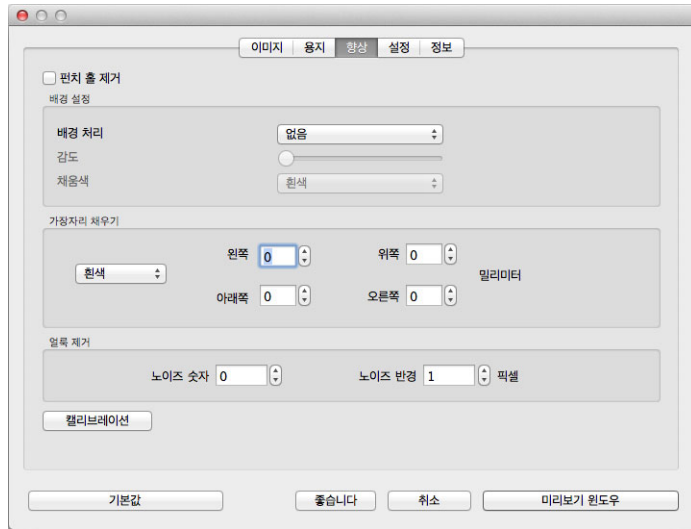 이미지 용지 향상 설정 정보
펀치 홀 제거
배경 설정
배경 처리 없음
감도
채움색 흰색
가장자리 채우기
왼쪽 0 위쪽 0
흰색 밀리미터
아래쪽 0 오른쪽 0
얼룩 제거
노이즈 숫자 0 노이즈 반경 1 픽셀
캘리브레이션
기본값 좋습니다 취소 미리보기 윈도우